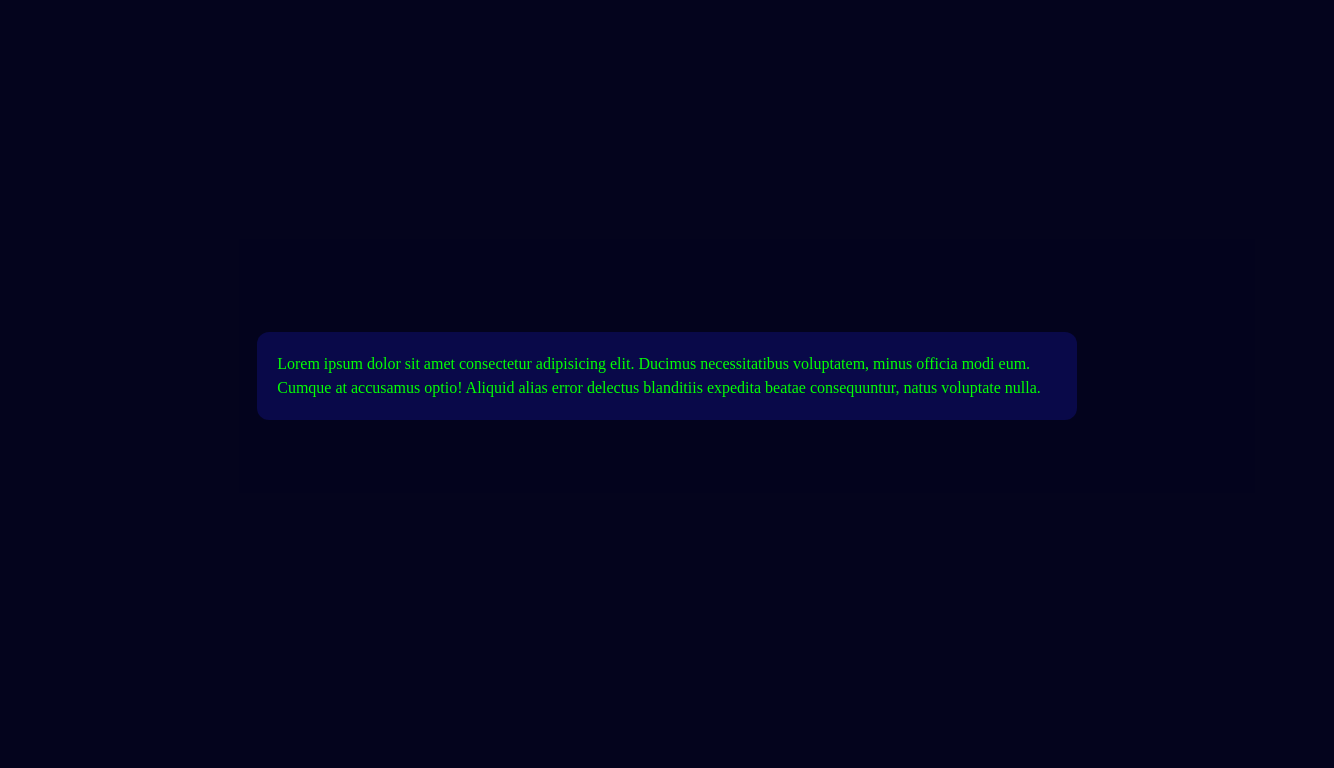 Lorem ipsum dolor sit amet consectetur adipisicing elit. Ducimus necessitatibus voluptatem, minus officia modi eum.
Cumque at accusamus optio! Aliquid alias error delectus blanditiis expedita beatae consequuntur, natus voluptate nulla.